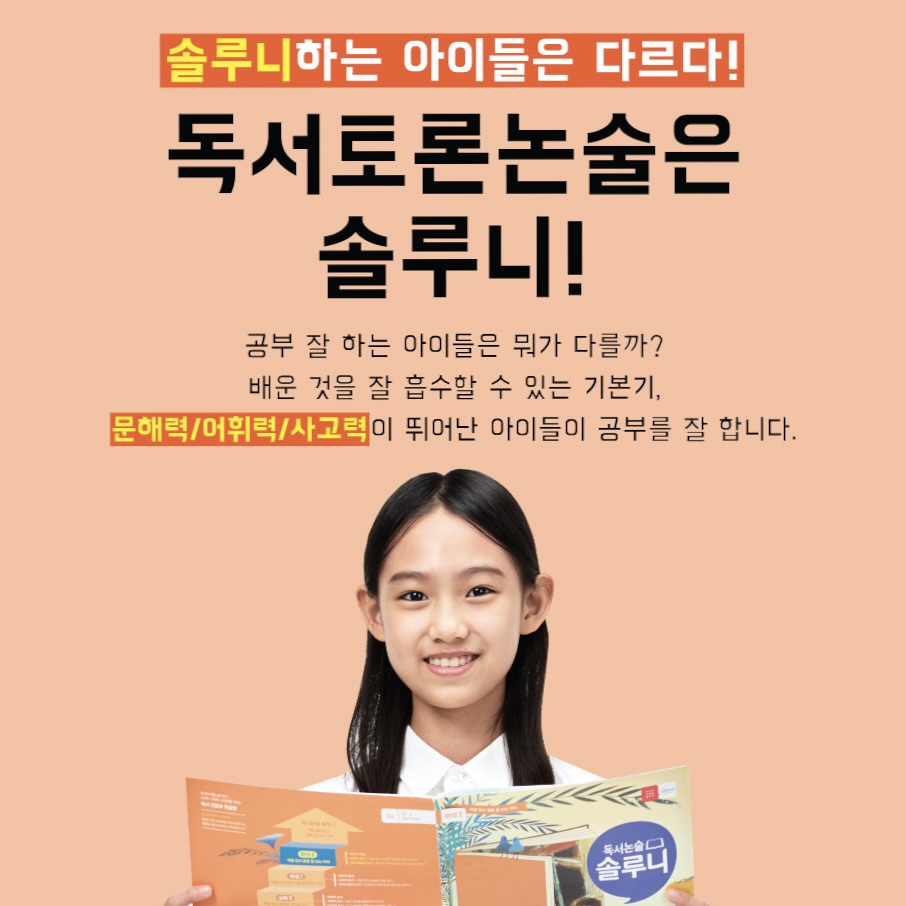 솔루니하는 아이들은 다르다!
독서토론논술은
솔루니!
공부 잘 하는 아이들은 뭐가 다를까?
배운 것을 잘 흡수할 수 있는 기본기,
문해력/어휘력/사고력이 뛰어난 아이들이 공부를 잘 합니다.
독서논술
솔루니